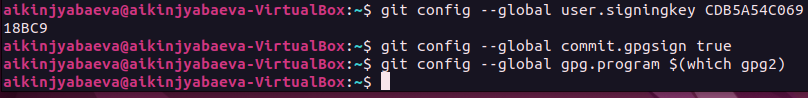 aikinjyabaeva@aikinjyabaeva-VirtualBox:~$ git config --global user.signingkey CDB5A54C069
18BC9
aikinjyabaeva@aikinjyabaeva-VirtualBox:~$ git config --global commit.gpgsign true
aikinjyabaeva@aikinjyabaeva-VirtualBox:~$ git config --global gpg.program $(which gpg2)
aikinjyabaeva@aikinjyabaeva-VirtualBox:~$